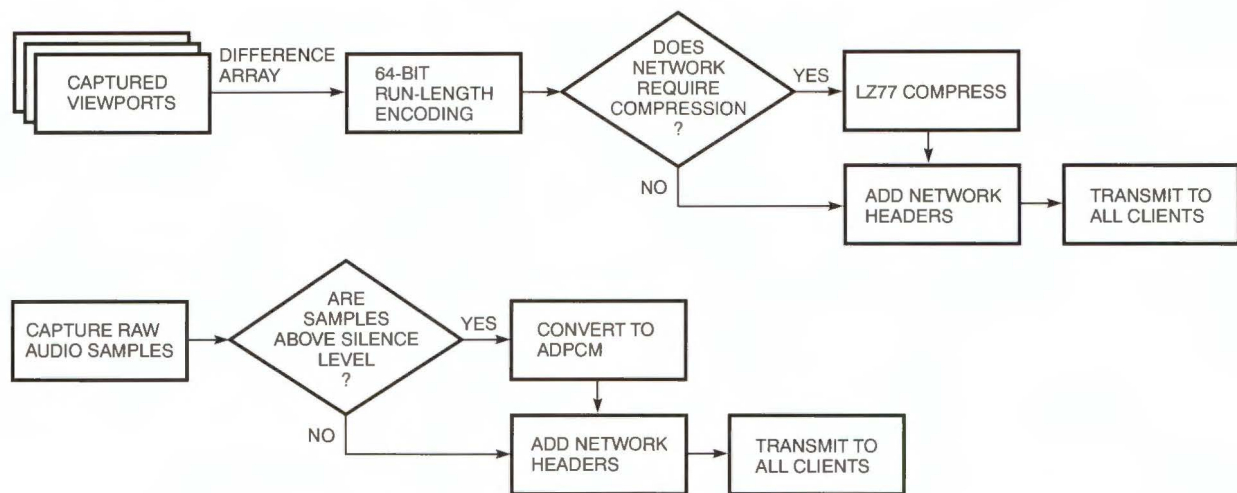 CAPTURED
VIEWPORTS
DIFFERENCE
ARRAY
64-BIT
RUN-LENGTH
ENCODING
DOES
NETWORK
REQUIRE
COMPRESSION
?
YES
LZ77 COMPRESS
NO
ADD NETWORK
HEADERS
TRANSMIT TO
ALL CLIENTS
CAPTURE RAW
AUDIO SAMPLES
ARE
SAMPLES
ABOVE SILENCE
LEVEL
?
YES
CONVERT TO
ADPCM
NO
ADD NETWORK
HEADERS
TRANSMIT TO
ALL CLIENTS